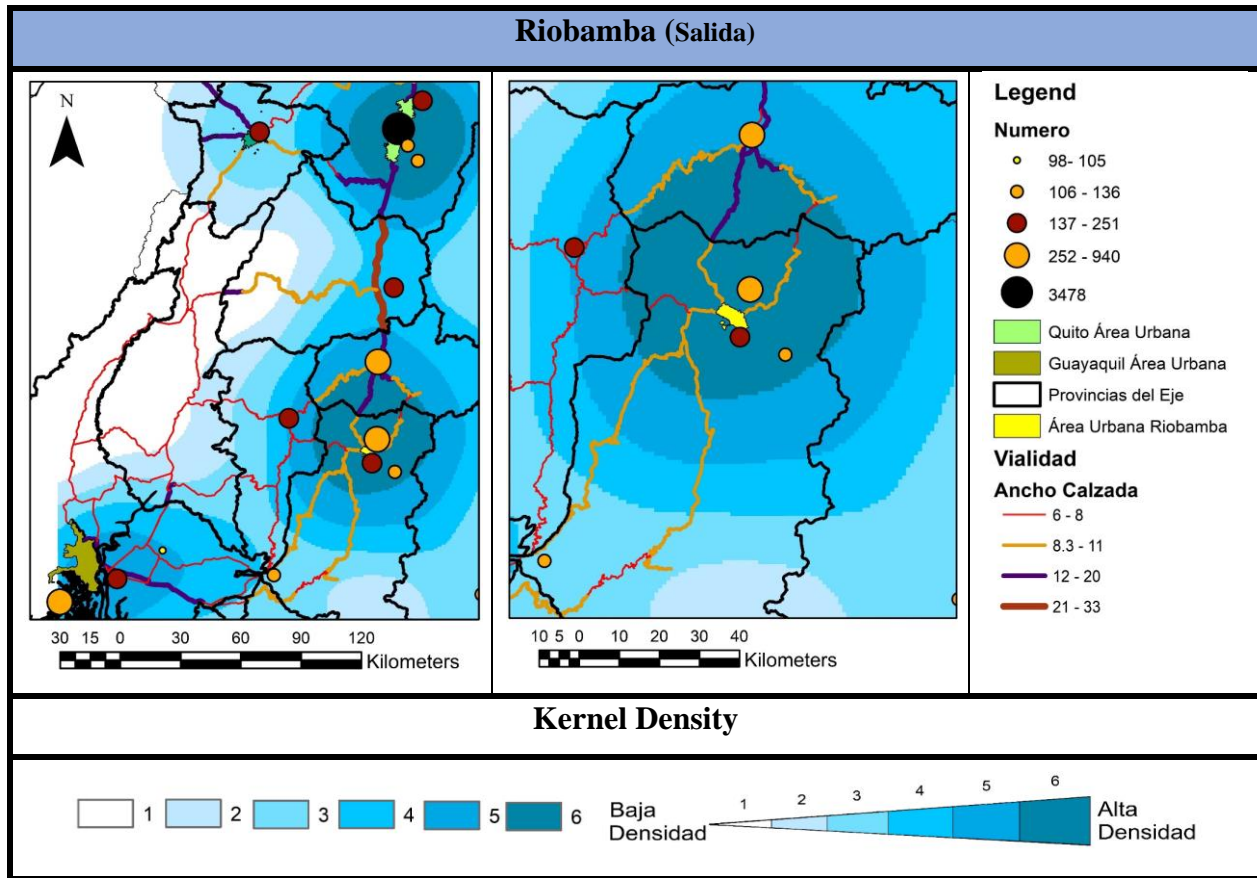 Riobamba (Salida)
N
30 15 0 30 60 90 120
Kilometers
10 5 0 10 20 30 40
Kilometers
Legend
Numero
98- 105
106 - 136
137 - 251
252 - 940
3478
Quito Área Urbana
Guayaquil Área Urbana
Provincias del Eje
Área Urbana Riobamba
Vialidad
Ancho Calzada
6 - 8
8.3 - 11
12 - 20
21 - 33
Kernel Density
1 2 3 4 5 6
Baja Densidad
1 2 3 4 5 6
Alta Densidad